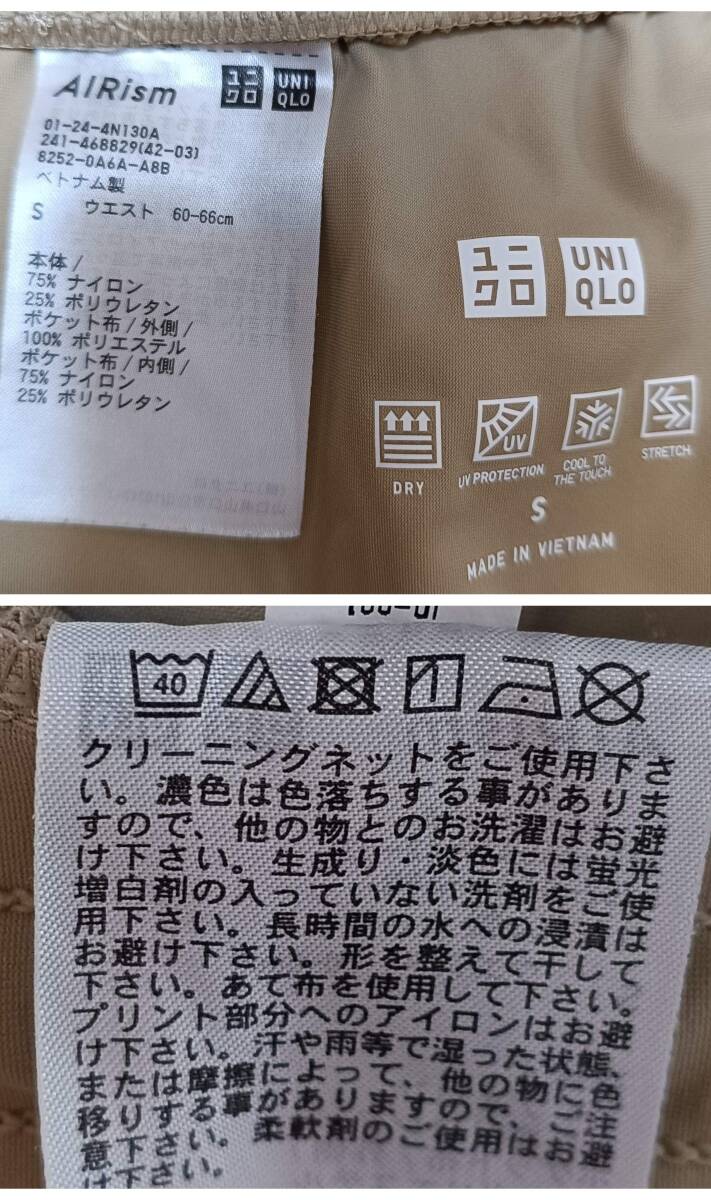 AIRism
ユニクロ
UNI
QLO
01-24-4N130A
241-468829(42-03)
8252-0A6A-A8B
ベトナム製
S ウエスト 60-66cm
本体/
75% ナイロン
25% ポリウレタン
ポケット布/外側/
100% ポリエステル
ポケット布/内側/
75% ナイロン
25% ポリウレタン
ユニクロ
UNI
QLO
DRY
UV
UV PROTECTION
COOL TO
THE TOUCH
STRETCH
S
MADE IN VIETNAM
40
クリーニングネットをご使用下さ
い。濃色は色落ちする事がありま
すので、他の物とのお洗濯はお避
け下さい。生成り・淡色には蛍光
増白剤の入っていない洗剤をご使
用下さい。長時間の水への浸漬は
お避け下さい。形を整えて干して
下さい。あて布を使用して下さい。
プリント部分へのアイロンはお避
け下さい。汗や雨等で湿った状態、
または摩擦によって、他の物に色
移りする事がありますので、ご注
意下さい。柔軟剤のご使用はお避
け下さい。